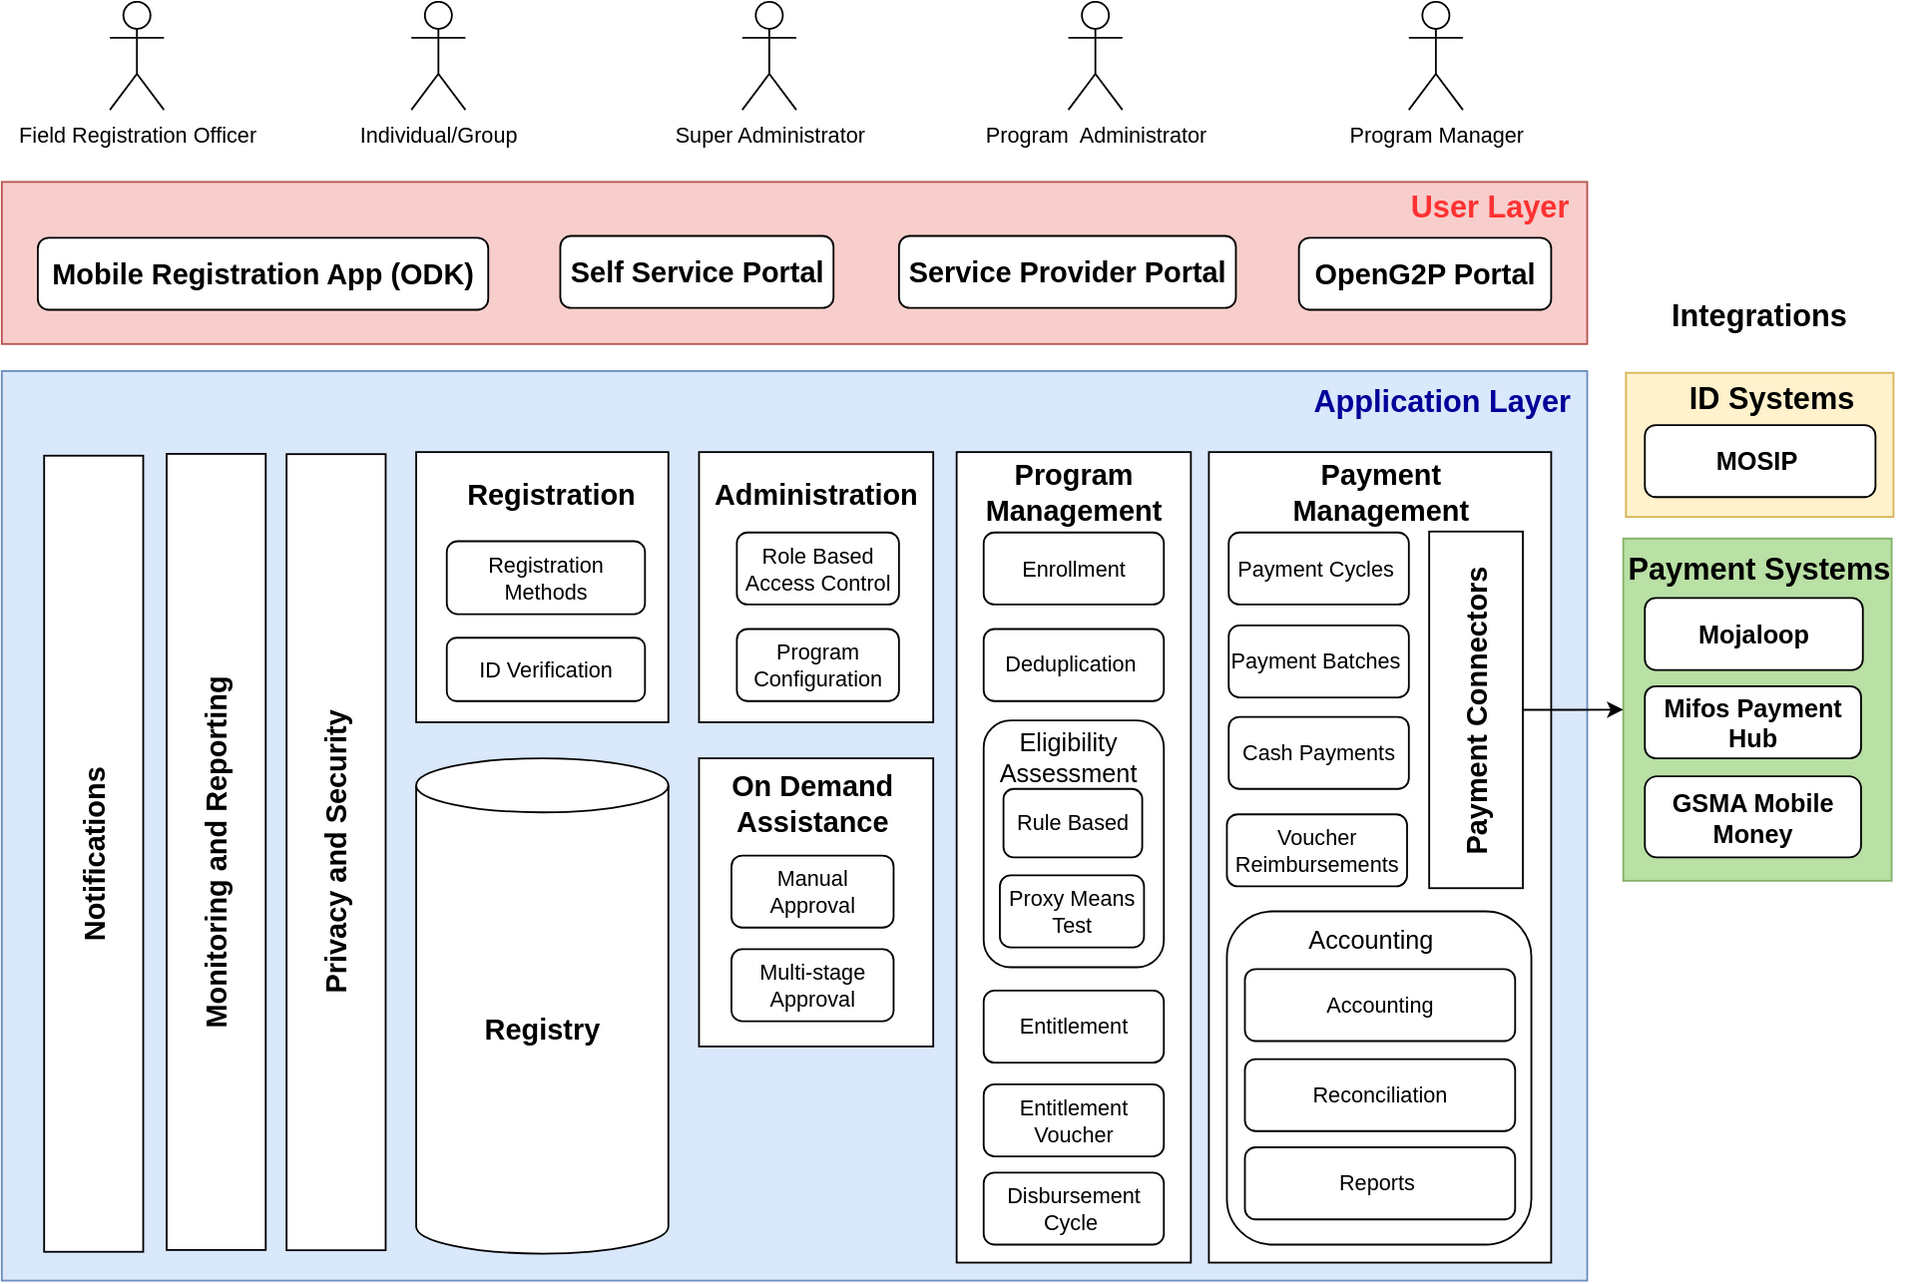 Field Registration Officer
Individual/Group
Super Administrator
Program  Administrator
Program Manager
User Layer
Mobile Registration App (ODK)
Self Service Portal
Service Provider Portal
OpenG2P Portal
Integrations
Application Layer
ID Systems
MOSIP
Payment Systems
Mojaloop
Mifos Payment
Hub
GSMA Mobile
Money
Notifications
Monitoring and Reporting
Privacy and Security
Registration
Registration
Methods
ID Verification
Registry
Administration
Role Based
Access Control
Program
Configuration
On Demand
Assistance
Manual
Approval
Multi-stage
Approval
Program
Management
Enrollment
Deduplication
Eligibility
Assessment
Rule Based
Proxy Means
Test
Entitlement
Entitlement
Voucher
Disbursement
Cycle
Payment
Management
Payment Cycles
Payment Batches
Cash Payments
Voucher
Reimbursements
Payment Connectors
Accounting
Accounting
Reconciliation
Reports